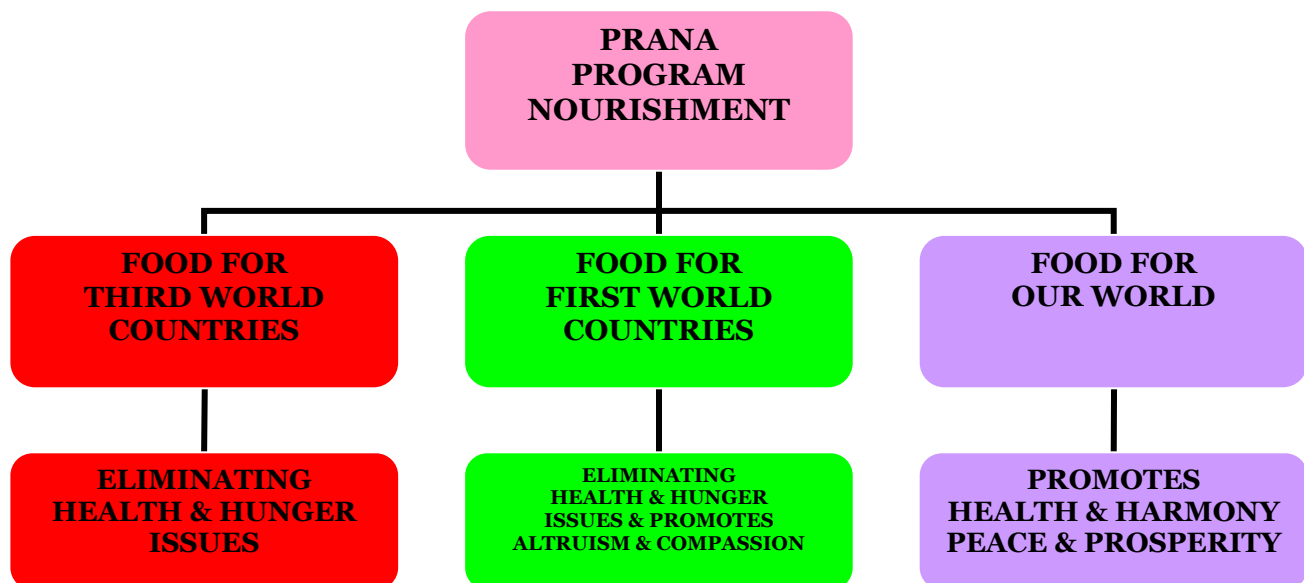 PRANA
PROGRAM
NOURISHMENT
FOOD FOR
THIRD WORLD
COUNTRIES
FOOD FOR
FIRST WORLD
COUNTRIES
FOOD FOR
OUR WORLD
ELIMINATING
HEALTH & HUNGER
ISSUES
ELIMINATING
HEALTH & HUNGER
ISSUES & PROMOTES
ALTRUISM & COMPASSION
PROMOTES
HEALTH & HARMONY
PEACE & PROSPERITY